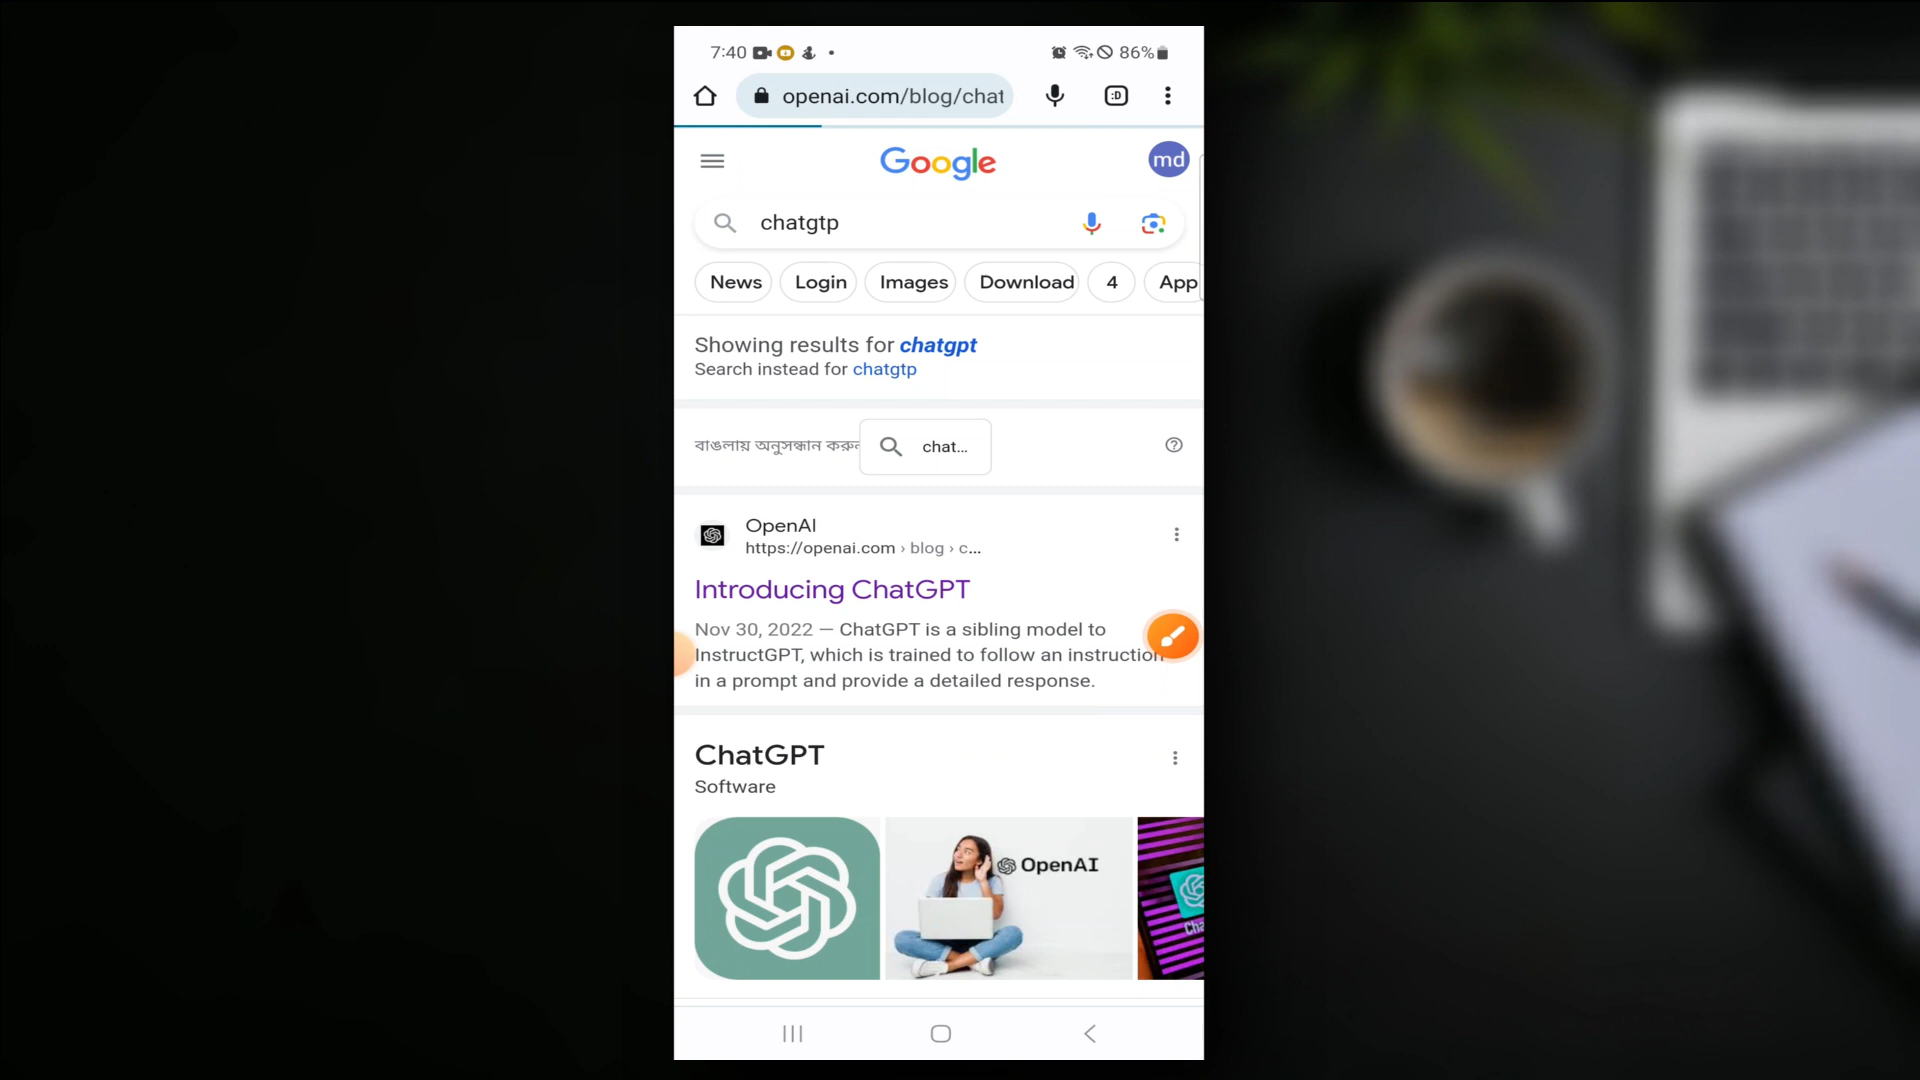 7:40
86%
openai.com/blog/chat
:D
Google
md
chatgtp
News
Login
Images
Download
4
App
Showing results for chatgpt
Search instead for chatgtp
বাঙলায় অনুসন্ধান করুন
chat...
OpenAI
https://openai.com › blog › c...
Introducing ChatGPT
Nov 30, 2022 — ChatGPT is a sibling model to
InstructGPT, which is trained to follow an instruction
in a prompt and provide a detailed response.
ChatGPT
Software
OpenAI
Cha